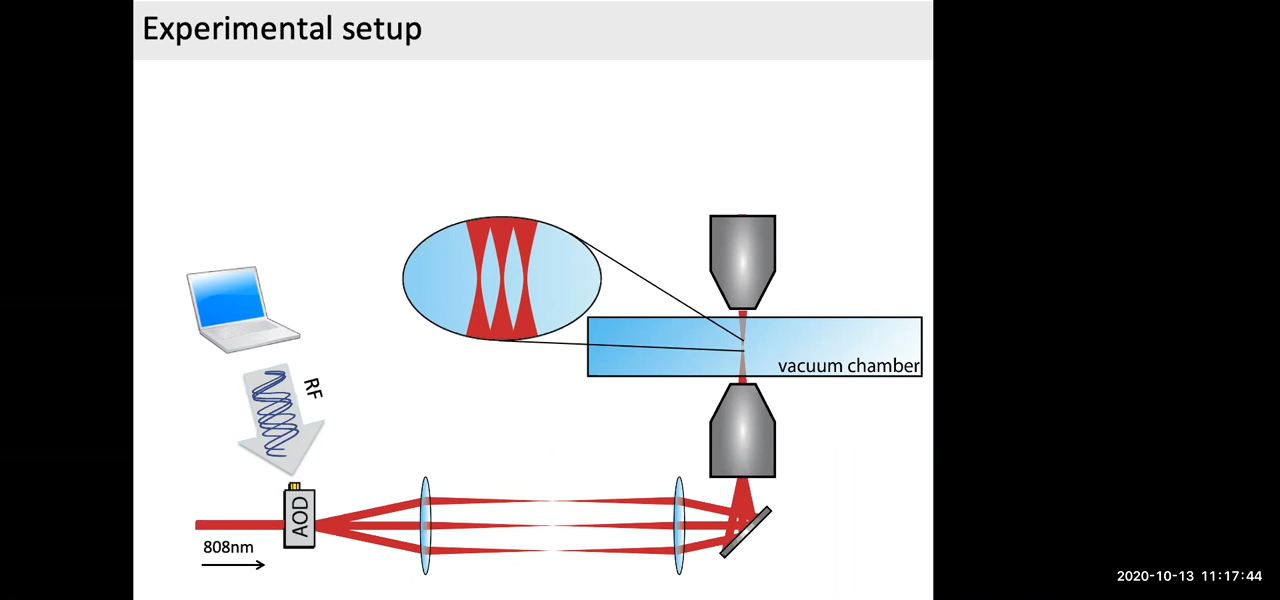 Experimental setup
RF
vacuum chamber
AOD
808nm
2020-10-13 11:17:44